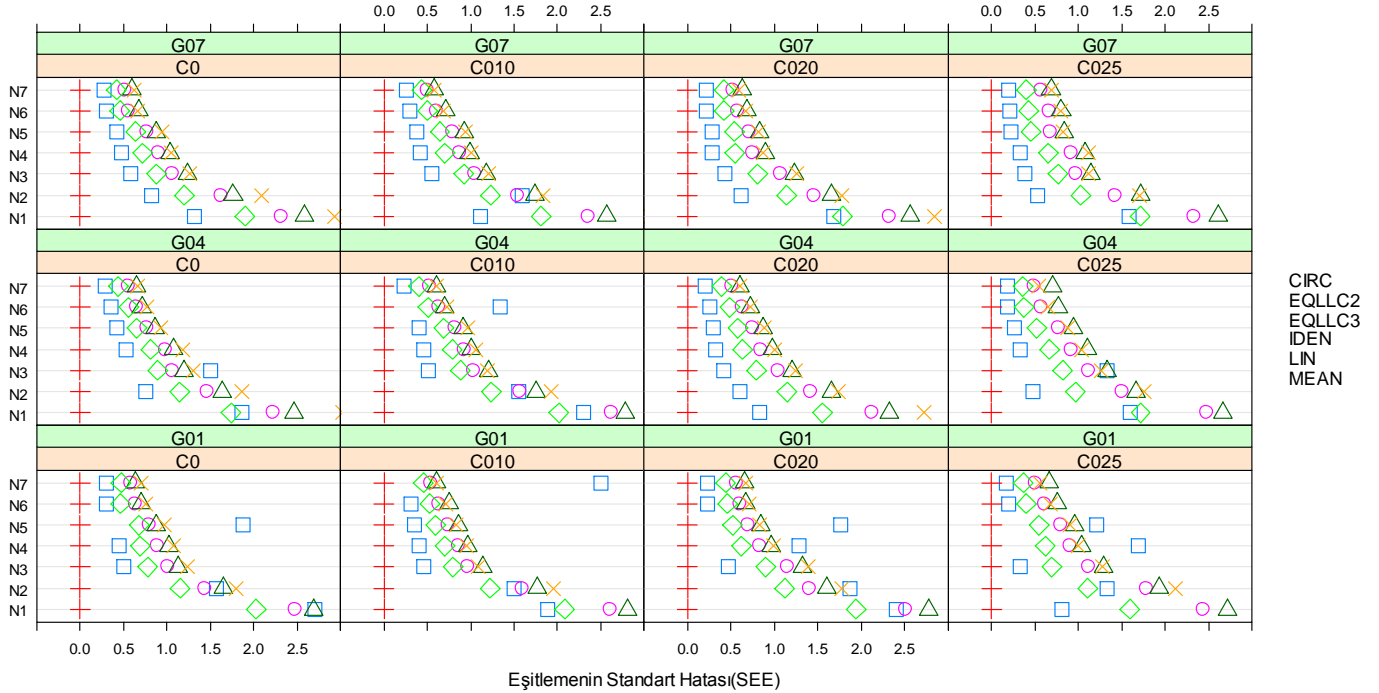 0.0 0.5 1.0 1.5 2.0 2.5 0.0 0.5 1.0 1.5 2.0 2.5
G07 G07 G07 G07
C0 C010 C020 C025
N7
N6
N5
N4
N3
N2
N1
G04 G04 G04 G04
C0 C010 C020 C025
N7
N6
N5
N4
N3
N2
N1
G01 G01 G01 G01
C0 C010 C020 C025
N7
N6
N5
N4
N3
N2
N1
0.0 0.5 1.0 1.5 2.0 2.5 0.0 0.5 1.0 1.5 2.0 2.5
Eşitlemenin Standart Hatası(SEE)
CIRC
EQLLC2
EQLLC3
IDEN
LIN
MEAN